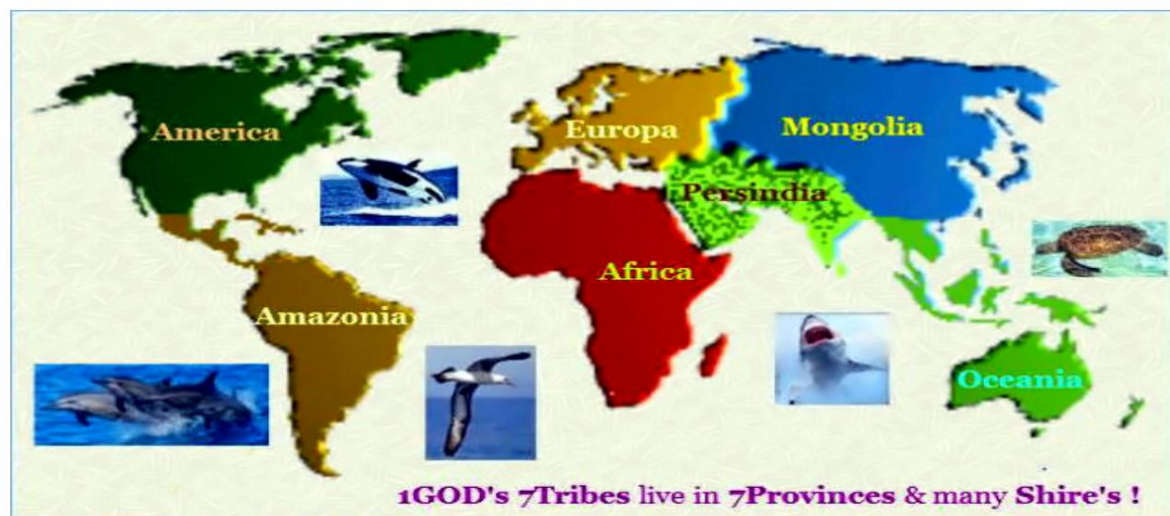 America
Europa
Mongolia
Persindia
Africa
Amazonia
Oceania
1GOD's 7Tribes live in 7Provinces & many Shire's !